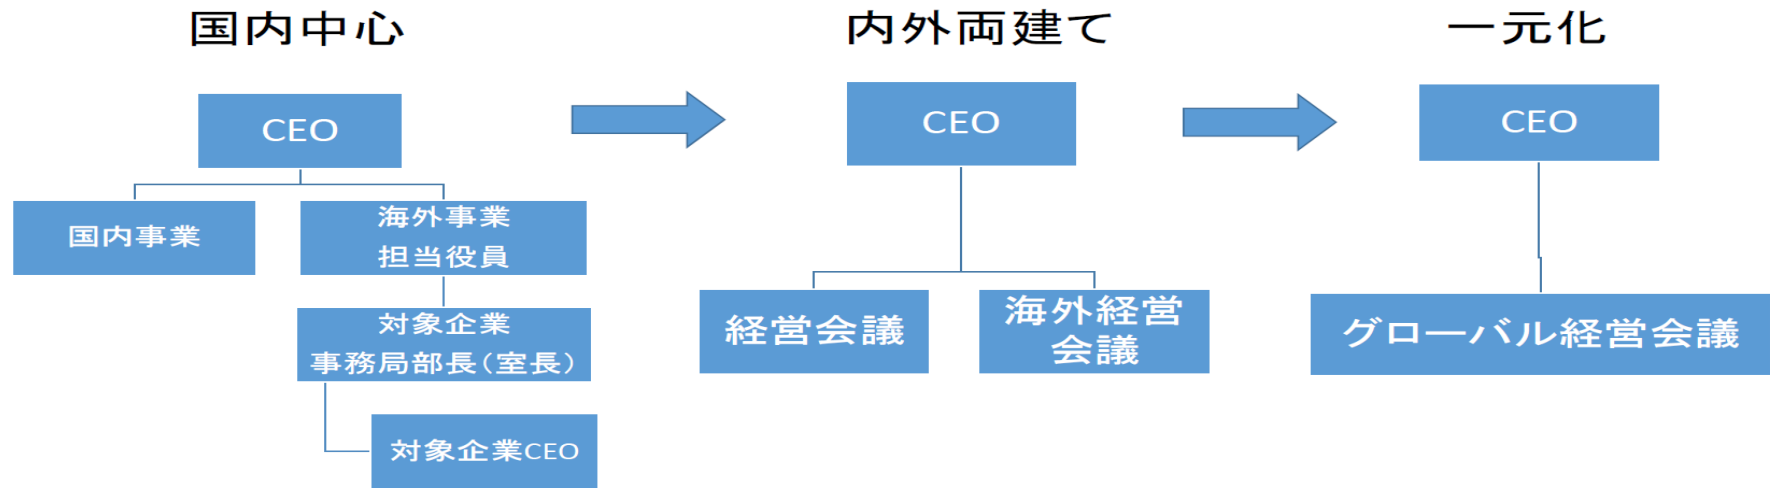 国内中心
内外両建て
一元化
CEO
国内事業
海外事業
担当役員
対象企業
事務局部長(室長)
対象企業CEO
CEO
経営会議
海外経営
会議
CEO
グローバル経営会議